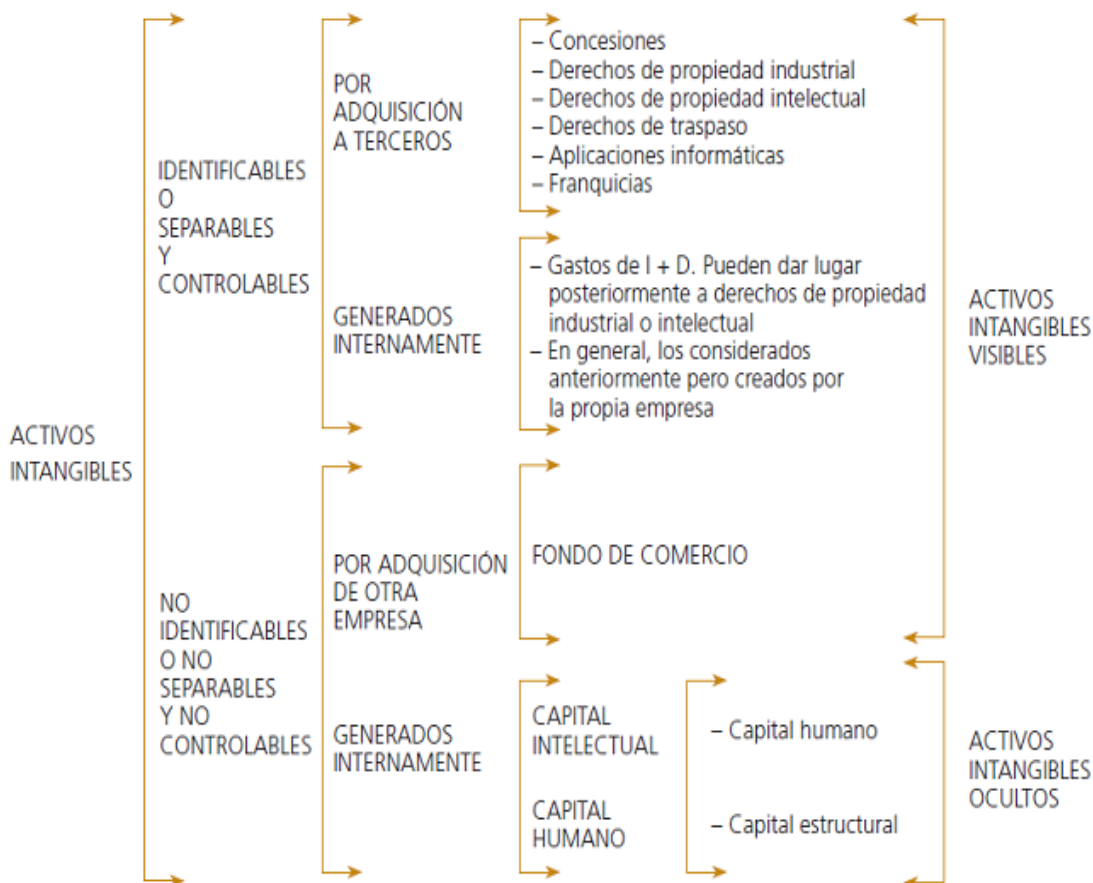 ACTIVOS
INTANGIBLES
IDENTIFICABLES
O
SEPARABLES
Y
CONTROLABLES
POR
ADQUISICIÓN
A TERCEROS
– Concesiones
– Derechos de propiedad industrial
– Derechos de propiedad intelectual
– Derechos de traspaso
– Aplicaciones informáticas
– Franquicias
GENERADOS
INTERNAMENTE
– Gastos de I + D. Pueden dar lugar
posteriormente a derechos de propiedad
industrial o intelectual
– En general, los considerados
anteriormente pero creados por
la propia empresa
ACTIVOS
INTANGIBLES
VISIBLES
NO
IDENTIFICABLES
O NO
SEPARABLES
Y NO
CONTROLABLES
POR ADQUISICIÓN
DE OTRA
EMPRESA
FONDO DE COMERCIO
GENERADOS
INTERNAMENTE
CAPITAL
INTELECTUAL
CAPITAL
HUMANO
– Capital humano
– Capital estructural
ACTIVOS
INTANGIBLES
OCULTOS